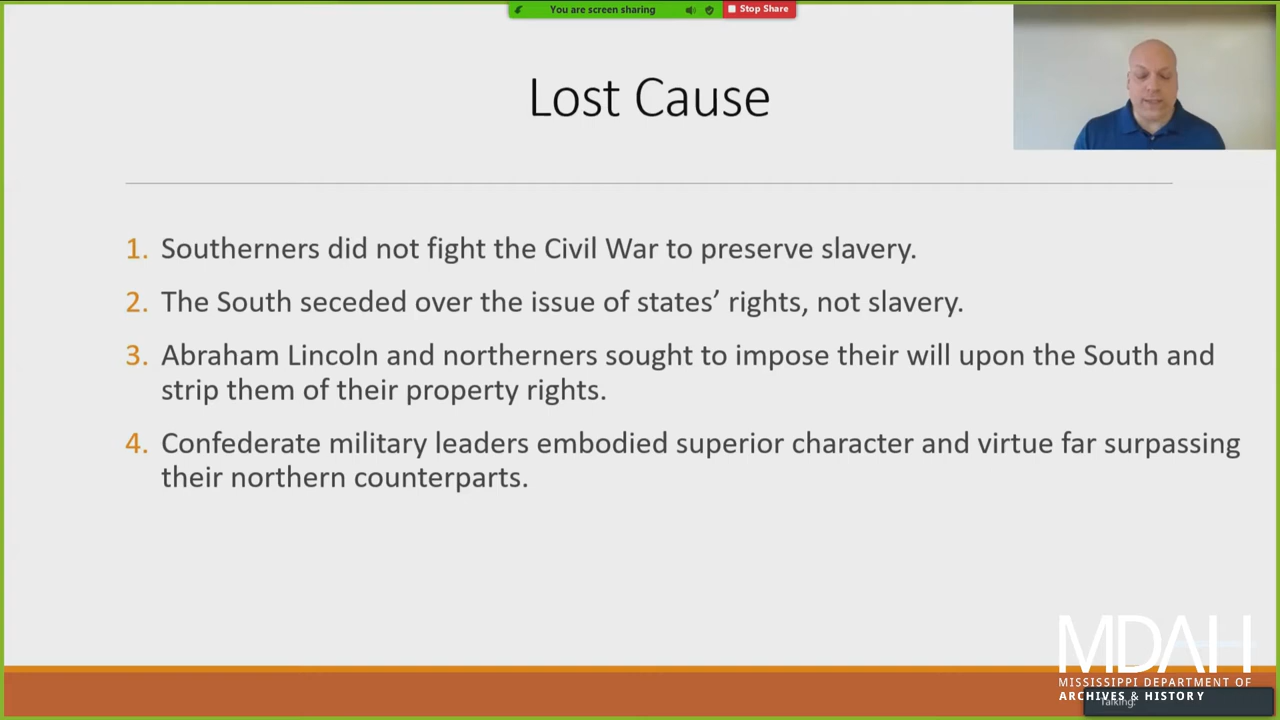 You are screen sharing
Stop Share
Lost Cause
1. Southerners did not fight the Civil War to preserve slavery.
2. The South seceded over the issue of states’ rights, not slavery.
3. Abraham Lincoln and northerners sought to impose their will upon the South and
strip them of their property rights.
4. Confederate military leaders embodied superior character and virtue far surpassing
their northern counterparts.
MDAH
MISSISSIPPI DEPARTMENT OF
ARCHIVES & HISTORY
Talking: